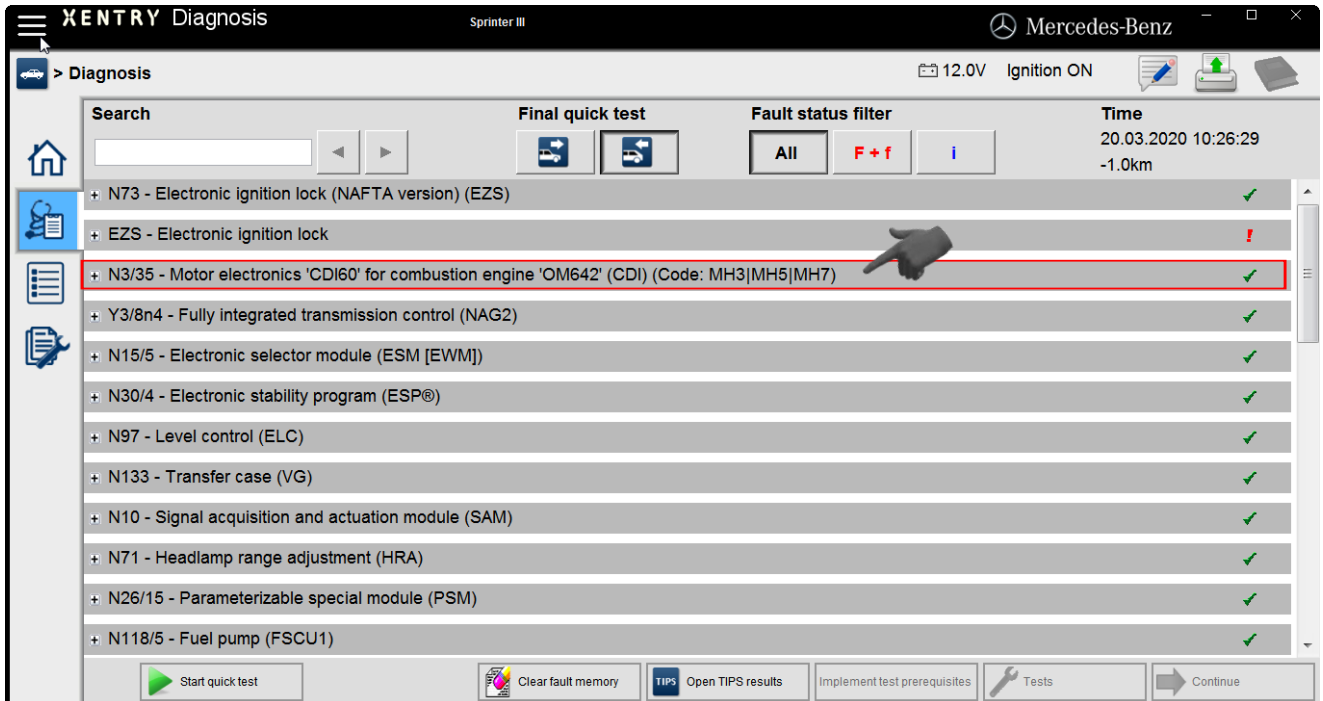 XENTRY Diagnosis
Sprinter III
Mercedes-Benz
> Diagnosis
12.0V
Ignition ON
Search
Final quick test
Fault status filter
Time
All
F + f
i
20.03.2020 10:26:29
-1.0km
+ N73 - Electronic ignition lock (NAFTA version) (EZS)
+ EZS - Electronic ignition lock
!
+ N3/35 - Motor electronics 'CDI60' for combustion engine 'OM642' (CDI) (Code: MH3|MH5|MH7)
+ Y3/8n4 - Fully integrated transmission control (NAG2)
+ N15/5 - Electronic selector module (ESM [EWM])
+ N30/4 - Electronic stability program (ESP®)
+ N97 - Level control (ELC)
+ N133 - Transfer case (VG)
+ N10 - Signal acquisition and actuation module (SAM)
+ N71 - Headlamp range adjustment (HRA)
+ N26/15 - Parameterizable special module (PSM)
+ N118/5 - Fuel pump (FSCU1)
Start quick test
Clear fault memory
TIPS
Open TIPS results
Implement test prerequisites
Tests
Continue